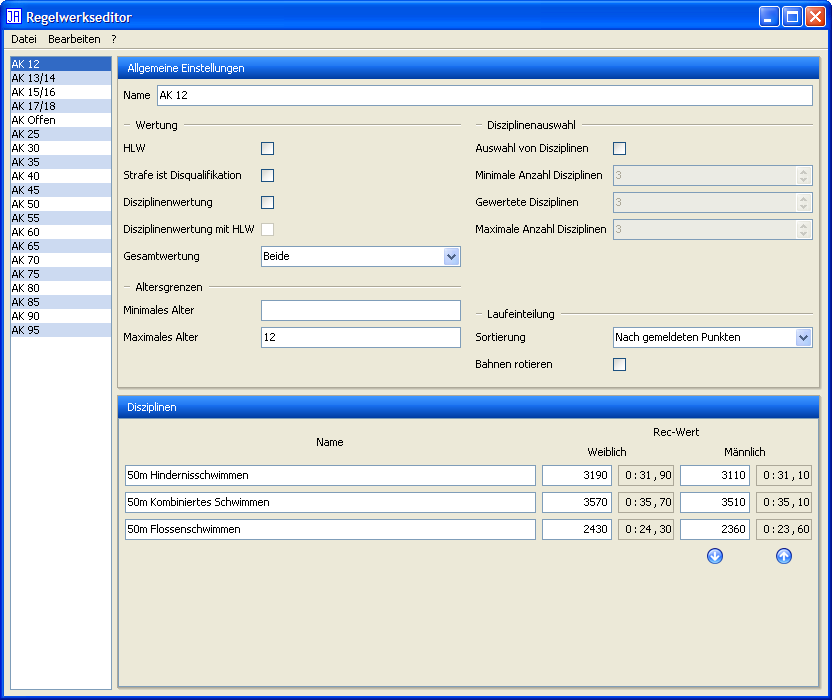 JA Regelwerkseditor
Datei Bearbeiten ?
AK 12
AK 13/14
AK 15/16
AK 17/18
AK Offen
AK 25
AK 30
AK 35
AK 40
AK 45
AK 50
AK 55
AK 60
AK 65
AK 70
AK 75
AK 80
AK 85
AK 90
AK 95
Allgemeine Einstellungen
Name AK 12
Wertung
HLW
Strafe ist Disqualifikation
Disziplinenwertung
Disziplinenwertung mit HLW
Gesamtwertung Beide
Altersgrenzen
Minimales Alter
Maximales Alter 12
Disziplinenauswahl
Auswahl von Disziplinen
Minimale Anzahl Disziplinen 3
Gewertete Disziplinen 3
Maximale Anzahl Disziplinen 3
Laufeinteilung
Sortierung Nach gemeldeten Punkten
Bahnen rotieren
Disziplinen
Name Rec-Wert
Weiblich Männlich
50m Hindernisschwimmen 3190 0:31,90 3110 0:31,10
50m Kombiniertes Schwimmen 3570 0:35,70 3510 0:35,10
50m Flossenschwimmen 2430 0:24,30 2360 0:23,60